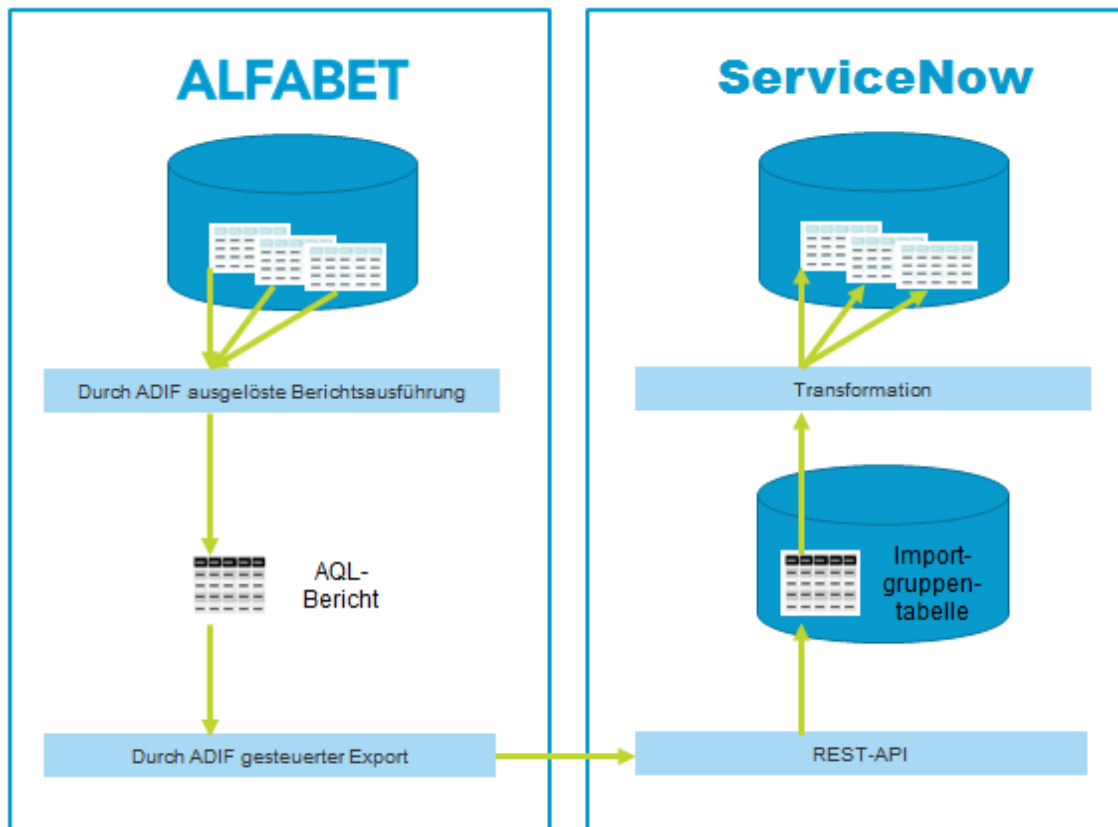 ALFABET
Durch ADIF ausgelöste Berichtsausführung
AQL-
Bericht
Durch ADIF gesteuerter Export
ServiceNow
Transformation
Import-
gruppen-
tabelle
REST-API